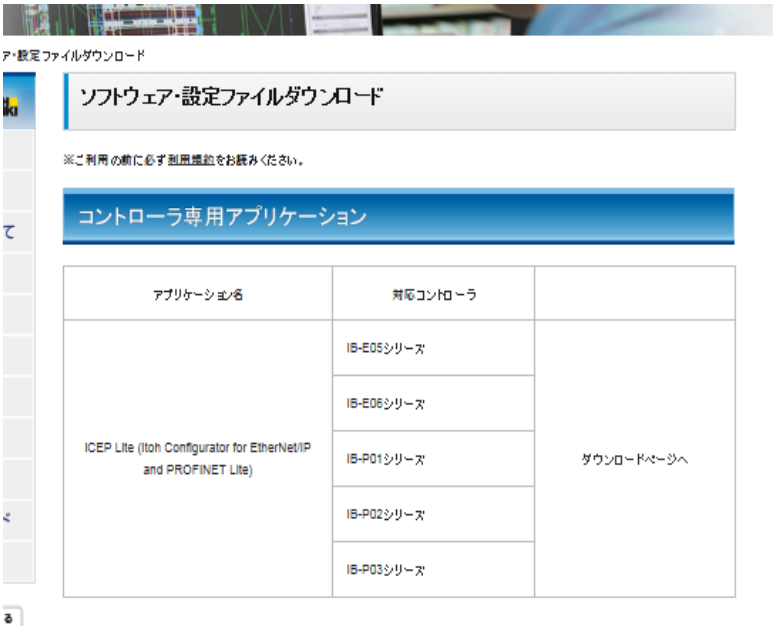 ア・設定ファイルダウンロード
ソフトウェア・設定ファイルダウンロード
※ご利用の前に必ず利用規約をお読みください。
て
コントローラ専用アプリケーション
アプリケーション名
対応コントローラ
IB-E05シリーズ
IB-E06シリーズ
ICEP Lite (Itoh Configurator for EtherNet/IP
and PROFINET Lite)
IB-P01シリーズ
ダウンロードページへ
IB-P02シリーズ
IB-P03シリーズ
る